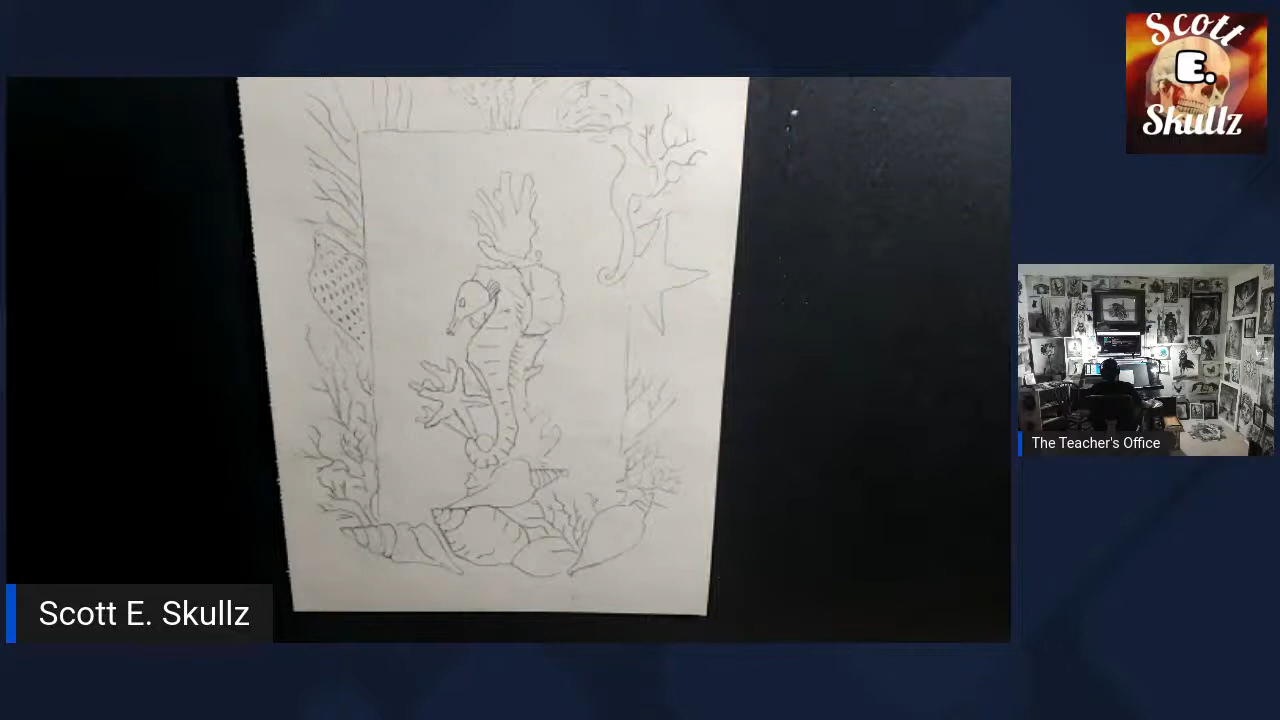 Scott
E.
Skullz
The Teacher's Office
Scott E. Skullz